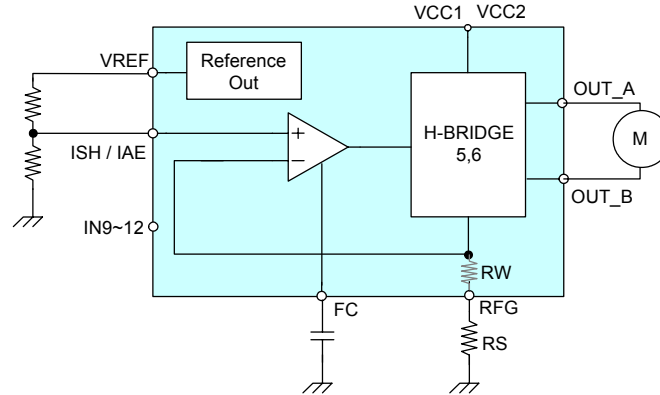 VCC1 VCC2
VREF
Reference
Out
OUT_A
+
H-BRIDGE
5,6
M
ISH / IAE
−
OUT_B
IN9~12
RW
FC
RFG
RS